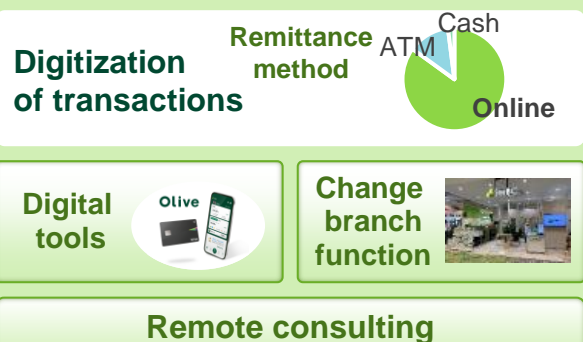 Digitization
of transactions
Remittance
method
Cash
ATM
Online
Digital
tools
Olive
Change
branch
function
Remote consulting